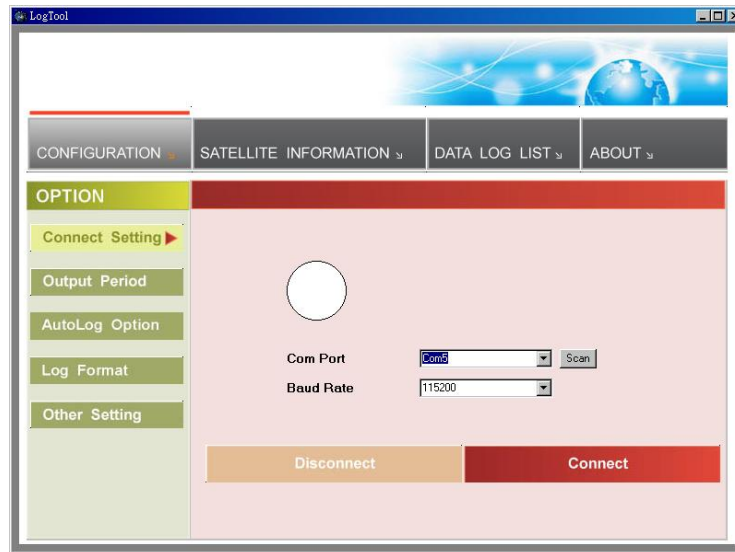 LogTool
CONFIGURATION
SATELLITE INFORMATION
DATA LOG LIST
ABOUT
OPTION
Connect Setting
Output Period
AutoLog Option
Log Format
Other Setting
Com Port
Com5
Scan
Baud Rate
115200
Disconnect
Connect